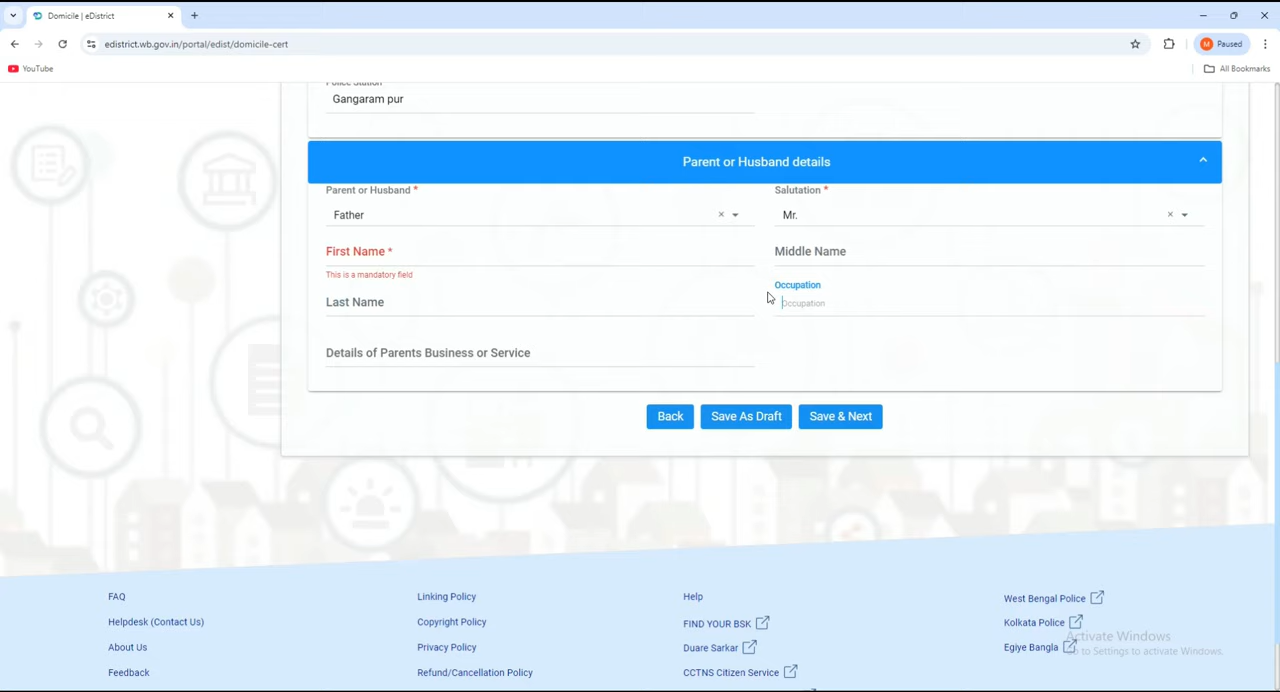 Domicile | eDistrict
edistrict.wb.gov.in/portal/edist/domicile-cert
M Paused
YouTube
All Bookmarks
Police Station
Gangaram pur
Parent or Husband details
Parent or Husband *
Salutation *
Father
Mr.
First Name *
Middle Name
This is a mandatory field
Occupation
Last Name
Occupation
Details of Parents Business or Service
Back
Save As Draft
Save & Next
FAQ
Linking Policy
Help
West Bengal Police
Helpdesk (Contact Us)
Copyright Policy
FIND YOUR BSK
Kolkata Police
Activate Windows
About Us
Privacy Policy
Duare Sarkar
Egiye Bangla
to Settings to activate Windows.
Feedback
Refund/Cancellation Policy
CCTNS Citizen Service